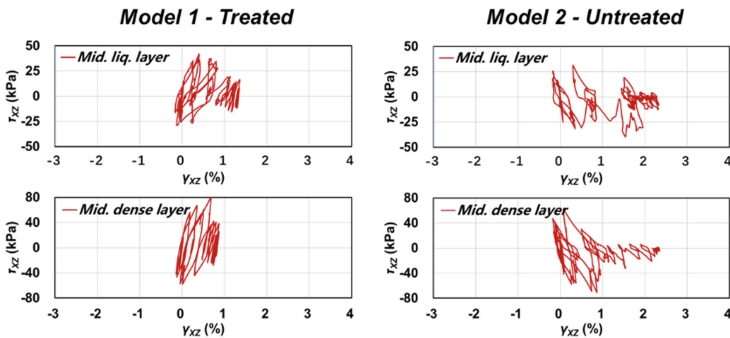 Model 1 - Treated
Model 2 - Untreated
50
25
0
-25
-50
τXZ (kPa)
Mid. liq. layer
-3 -2 -1 0 1 2 3 4
γXZ (%)
50
25
0
-25
-50
τXZ (kPa)
Mid. liq. layer
-3 -2 -1 0 1 2 3 4
γXZ (%)
80
40
0
-40
-80
τXZ (kPa)
Mid. dense layer
-3 -2 -1 0 1 2 3 4
γXZ (%)
80
40
0
-40
-80
τXZ (kPa)
Mid. dense layer
-3 -2 -1 0 1 2 3 4
γXZ (%)